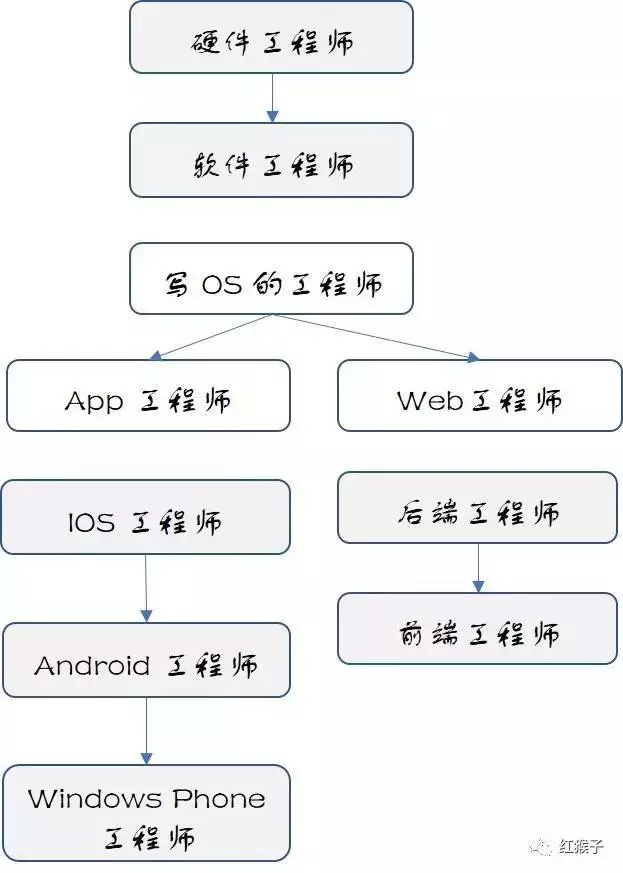 硬件工程师
软件工程师
写 OS 的工程师
App 工程师
Web工程师
IOS 工程师
后端工程师
Android 工程师
前端工程师
Windows Phone
工程师
红猴子